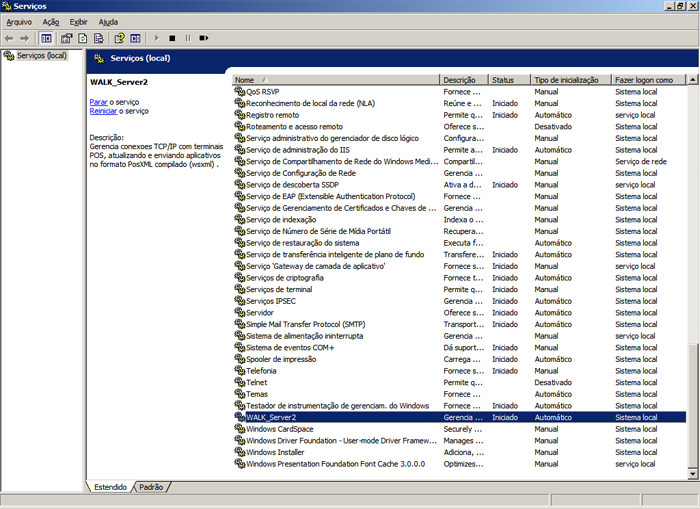 Serviços
Arquivo Ação Exibir Ajuda
Serviços (local)
Serviços (local)
WALK_Server2
Parar o serviço
Reiniciar o serviço
Descrição:
Gerencia conexoes TCP/IP com terminais
POS, atualizando e enviando aplicativos
no formato PosXML compilado (wsxml) .
Nome Descrição Status Tipo de inicialização Fazer logon como
QoS RSVP Fornece ... Manual Sistema local
Reconhecimento de local da rede (NLA) Reúne e ... Iniciado Manual Sistema local
Registro remoto Permite q... Iniciado Automático serviço local
Roteamento e acesso remoto Oferece s... Desativado Sistema local
Serviço administrativo do gerenciador de disco lógico Configura... Manual Sistema local
Serviço de administração do IIS Permite a... Iniciado Automático Sistema local
Serviço de Compartilhamento de Rede do Windows Medi... Compartil... Manual Serviço de rede
Serviço de Configuração de Rede Gerencia ... Manual Sistema local
Serviço de descoberta SSDP Ativa a d... Iniciado Manual serviço local
Serviço de EAP (Extensible Authentication Protocol) Fornece ... Manual Sistema local
Serviço de Gerenciamento de Certificados e Chaves de ... Gerencia ... Manual Sistema local
Serviço de indexação Indexa o ... Manual Sistema local
Serviço de Número de Série de Mídia Portátil Recupera... Manual Sistema local
Serviço de restauração do sistema Executa f... Automático Sistema local
Serviço de transferência inteligente de plano de fundo Transfere... Iniciado Automático Sistema local
Serviço 'Gateway de camada de aplicativo' Fornece s... Iniciado Manual serviço local
Serviços de criptografia Fornece t... Iniciado Automático Sistema local
Serviços de terminal Permite q... Iniciado Manual Sistema local
Serviços IPSEC Gerencia ... Iniciado Automático Sistema local
Servidor Oferece s... Iniciado Automático Sistema local
Simple Mail Transfer Protocol (SMTP) Transport... Iniciado Automático Sistema local
Sistema de alimentação ininterrupta Gerencia ... Manual serviço local
Sistema de eventos COM+ Dá suport... Iniciado Manual Sistema local
Spooler de impressão Carrega ... Iniciado Automático Sistema local
Telefonia Fornece s... Iniciado Manual Sistema local
Telnet Permite q... Desativado Sistema local
Temas Fornece ... Automático Sistema local
Testador de instrumentação de gerenciam. do Windows Fornece ... Iniciado Automático Sistema local
WALK_Server2 Gerencia ... Iniciado Automático Sistema local
Windows CardSpace Securely ... Manual Sistema local
Windows Driver Foundation - User-mode Driver Framew... Manages ... Manual Sistema local
Windows Installer Adiciona, ... Manual Sistema local
Windows Presentation Foundation Font Cache 3.0.0.0 Optimizes... Manual serviço local
Estendido Padrão